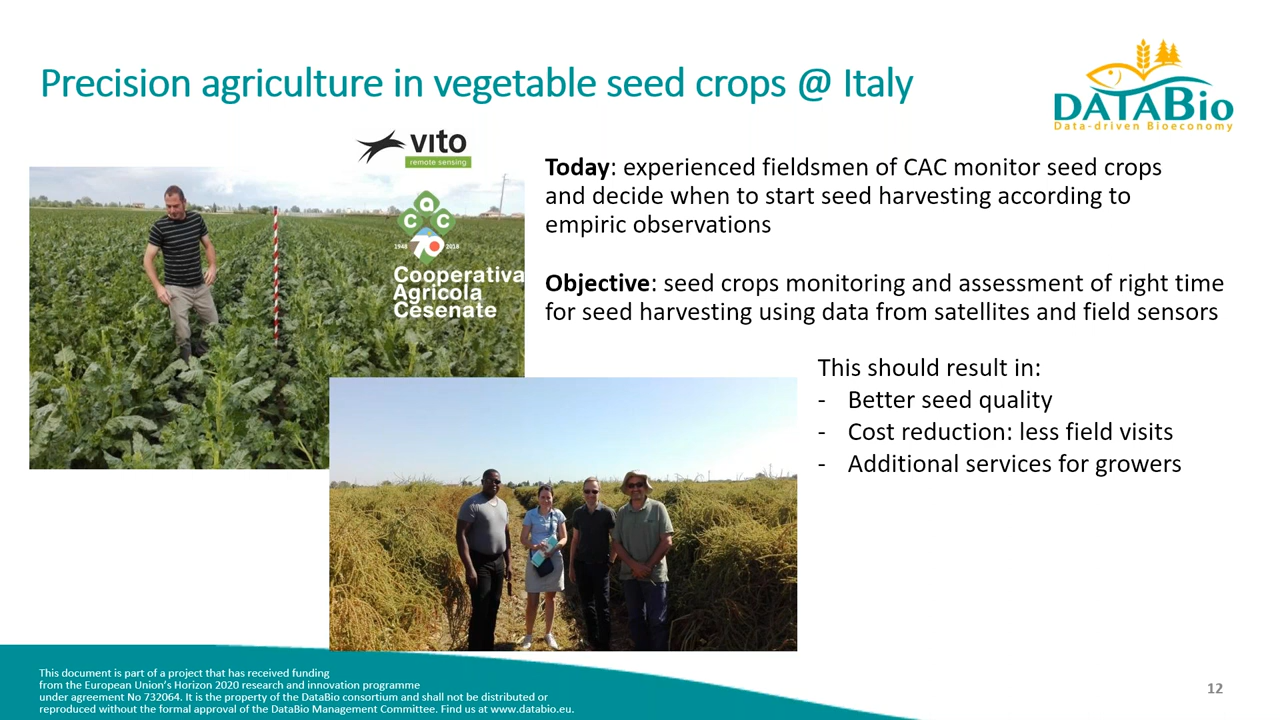 Precision agriculture in vegetable seed crops @ Italy
DATABio
Data-driven Bioeconomy
vito
remote sensing
CAC
1948 70 2018
Cooperativa
Agricola
Cesenate
Today: experienced fieldsmen of CAC monitor seed crops
and decide when to start seed harvesting according to
empiric observations
Objective: seed crops monitoring and assessment of right time
for seed harvesting using data from satellites and field sensors
This should result in:
- Better seed quality
- Cost reduction: less field visits
- Additional services for growers
This document is part of a project that has received funding
from the European Union's Horizon 2020 research and innovation programme
under agreement No 732064. It is the property of the DataBio consortium and shall not be distributed or
reproduced without the formal approval of the DataBio Management Committee. Find us at www.databio.eu.
12